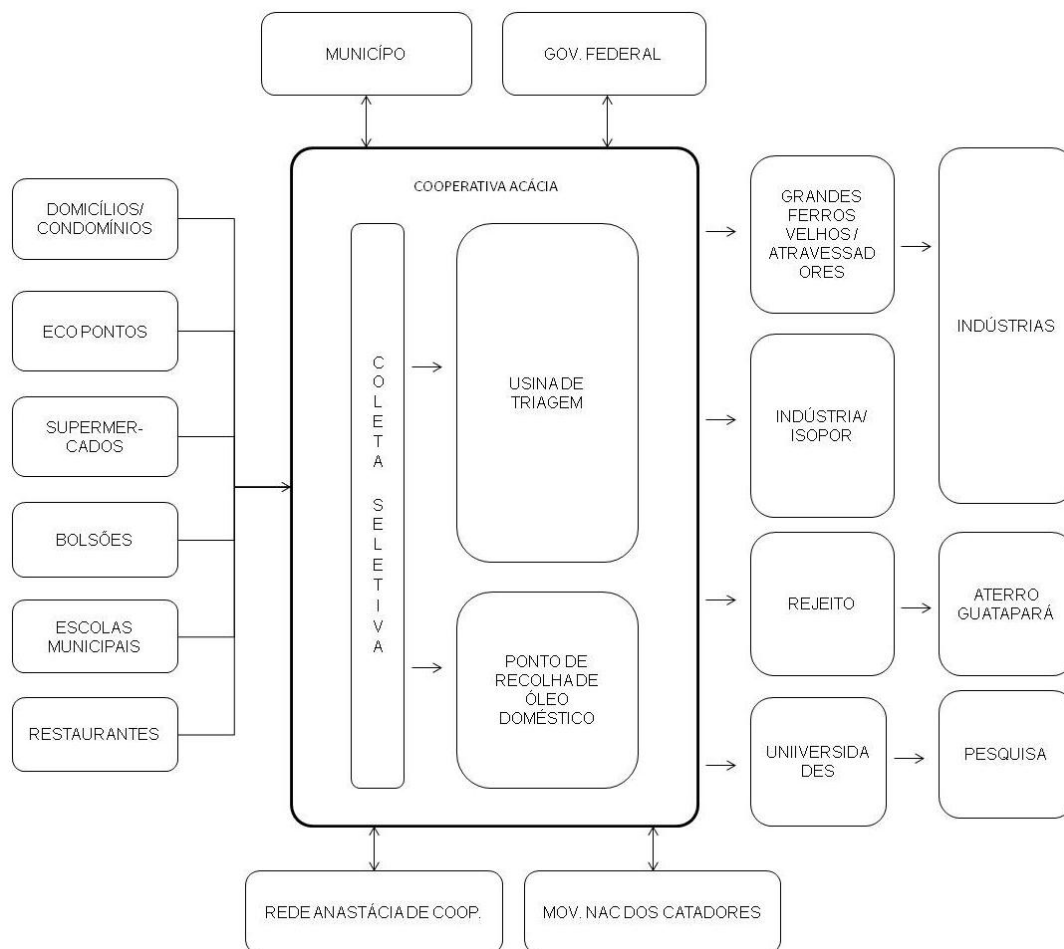 MUNICÍPO
GOV. FEDERAL
COOPERATIVA ACÁCIA
DOMICÍLIOS/
CONDOMÍNIOS
ECO PONTOS
SUPERMER-
CADOS
BOLSÕES
ESCOLAS
MUNICIPAIS
RESTAURANTES
COLETA SELETIVA
USINA DE
TRIAGEM
PONTO DE
RECOLHA DE
ÓLEO
DOMÉSTICO
GRANDES
FERROS
VELHOS /
ATRAVESSAD
ORES
INDÚSTRIA/
ISOPOR
REJEITO
UNIIVERSIDA
DES
INDÚSTRIAS
ATERRO
GUATAPARÁ
PESQUISA
REDE ANASTÁCIA DE COOP.
MOV. NAC DOS CATADORES